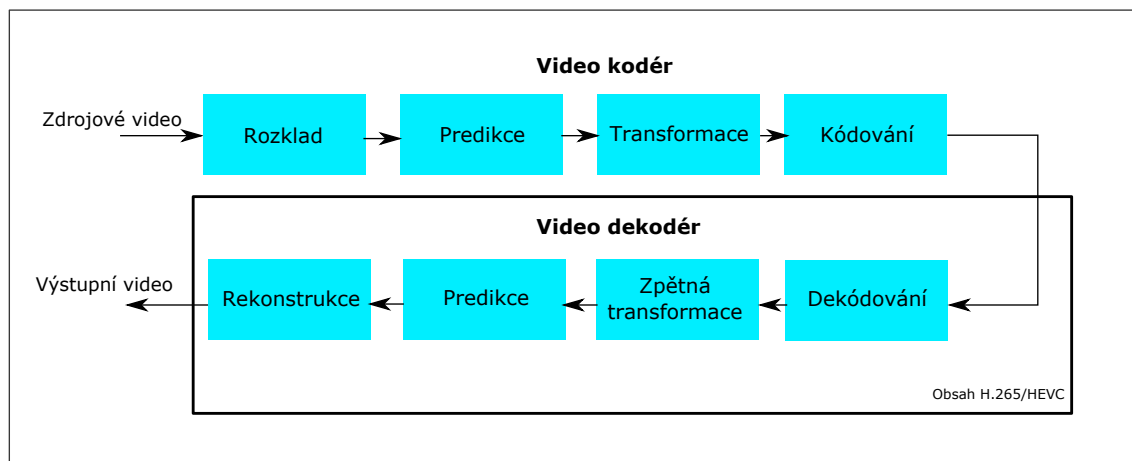 Video kodér
Zdrojové video
Rozklad
Predikce
Transformace
Kódování
Video dekodér
Výstupní video
Rekonstrukce
Predikce
Zpětná
transformace
Dekódování
Obsah H.265/HEVC